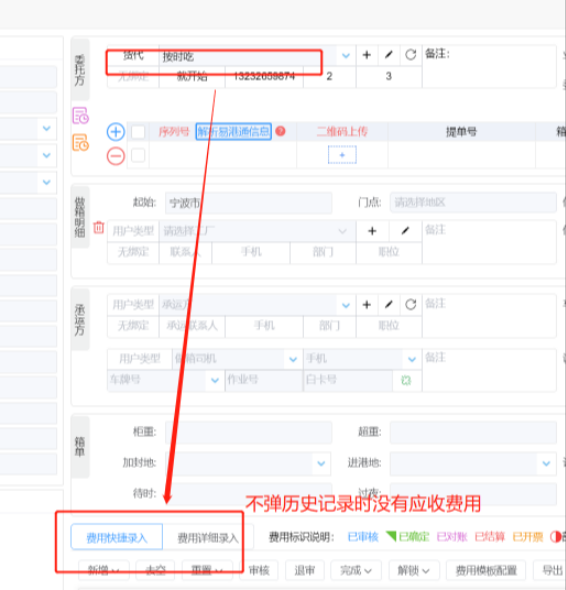 委托方
货代 按时吃 备注:
无绑定 就开始 13232659874 2 3
序列号 解析易港通信息 二维码上传 提单号 箱
做箱明细
起始: 宁波市 门点: 请选择地区
用户类型 请选择工厂 备注
无绑定 联系人 手机 部门 职位
承运方
用户类型 承运方 备注
无绑定 承运联系人 手机 部门 职位
用户类型 做箱司机 手机 备注
车牌号 作业号 白卡号
箱单
柜重: 超重:
加封地: 进港地:
待时: 过夜:
不弹历史记录时没有应收费用
费用快捷录入 费用详细录入 费用标识说明: 已审核 已确定 已对账 已结算 已开票
新增 去空 重置 审核 退审 完成 解锁 费用模板配置 导出